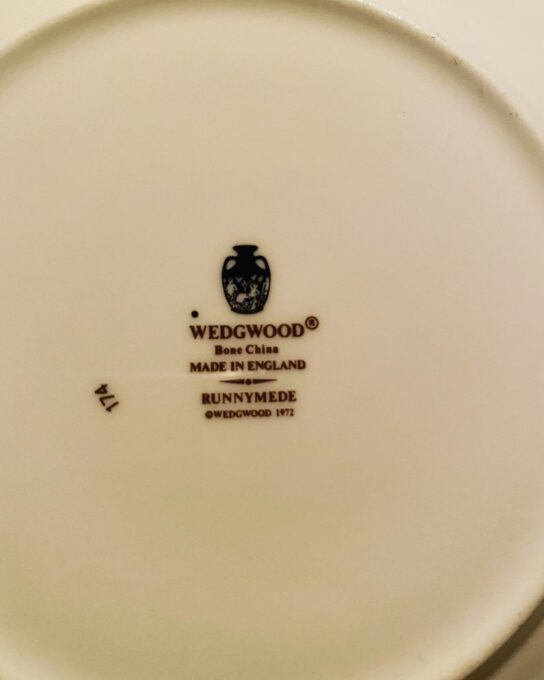 WEDGWOOD®
Bone China
MADE IN ENGLAND
RUNNYMEDE
©WEDGWOOD 1972
174